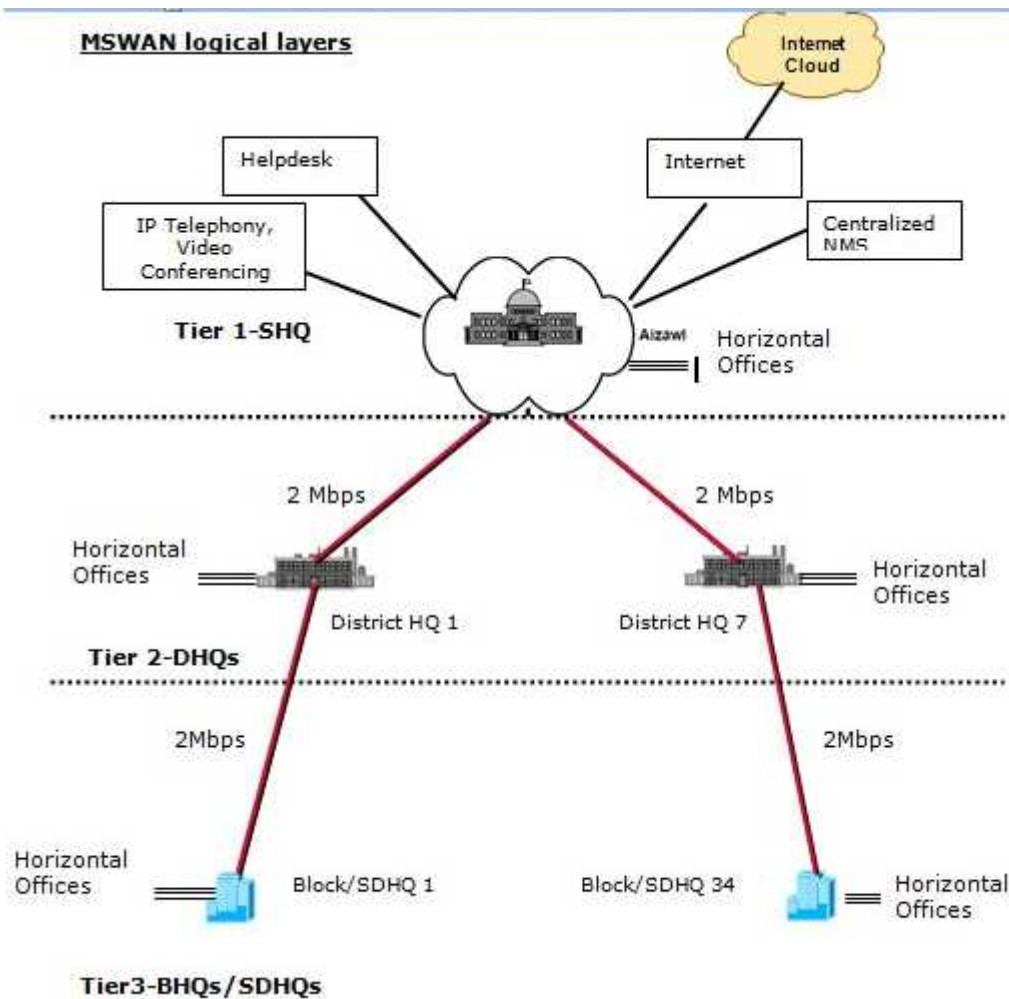 MSWAN logical layers
Internet
Cloud
Helpdesk
Internet
IP Telephony,
Video
Conferencing
Centralized
NMS
Tier 1-SHQ
Aizawl
Horizontal
Offices
2 Mbps
2 Mbps
Horizontal
Offices
Horizontal
Offices
District HQ 1
District HQ 7
Tier 2-DHQs
2Mbps
2Mbps
Horizontal
Offices
Block/SDHQ 1
Block/SDHQ 34
Horizontal
Offices
Tier3-BHQs/SDHQs